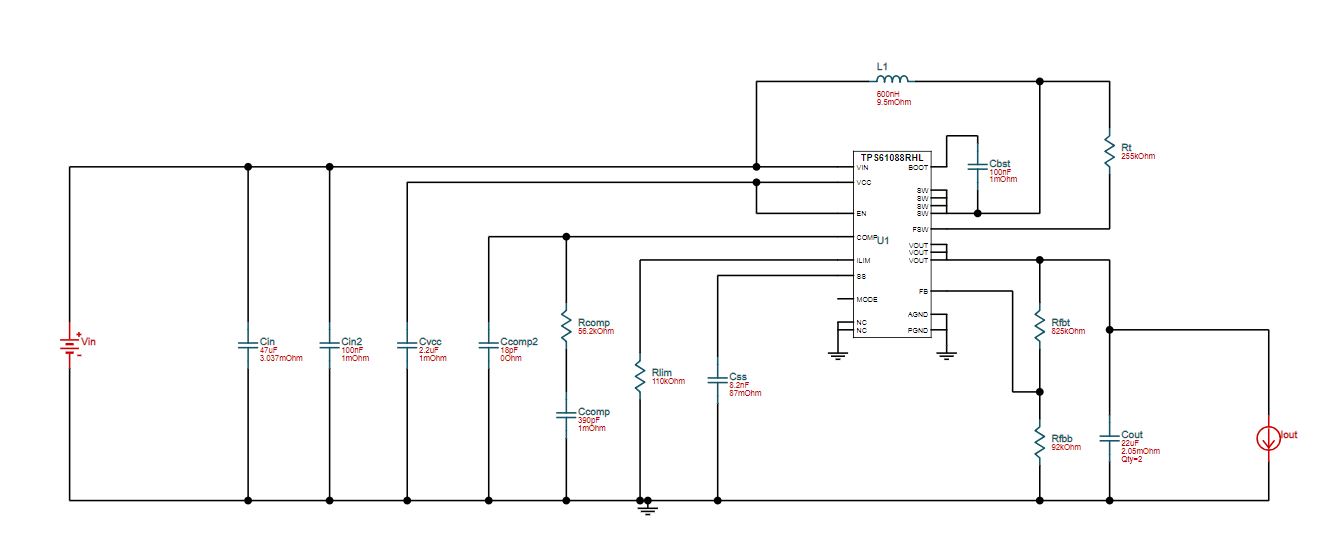 L1
600nH
9.5mOhm
TPS61088RHL
VIN
BOOT
VCC
EN
COMP
ILIM
SS
MODE
NC
NC
SW
SW
SW
SW
FSW
VOUT
VOUT
VOUT
FB
AGND
PGND
U1
Cbst
100nF
1mOhm
Rt
255kOhm
Vin
+
-
Cin
47uF
3.037mOhm
Cin2
100nF
1mOhm
Cvcc
2.2uF
1mOhm
Ccomp2
18pF
0Ohm
Rcomp
56.2kOhm
Ccomp
390pF
1mOhm
Rlim
110kOhm
Css
8.2nF
87mOhm
Rfbt
825kOhm
Rfbb
92kOhm
Cout
22uF
2.05mOhm
Qty=2
Iout